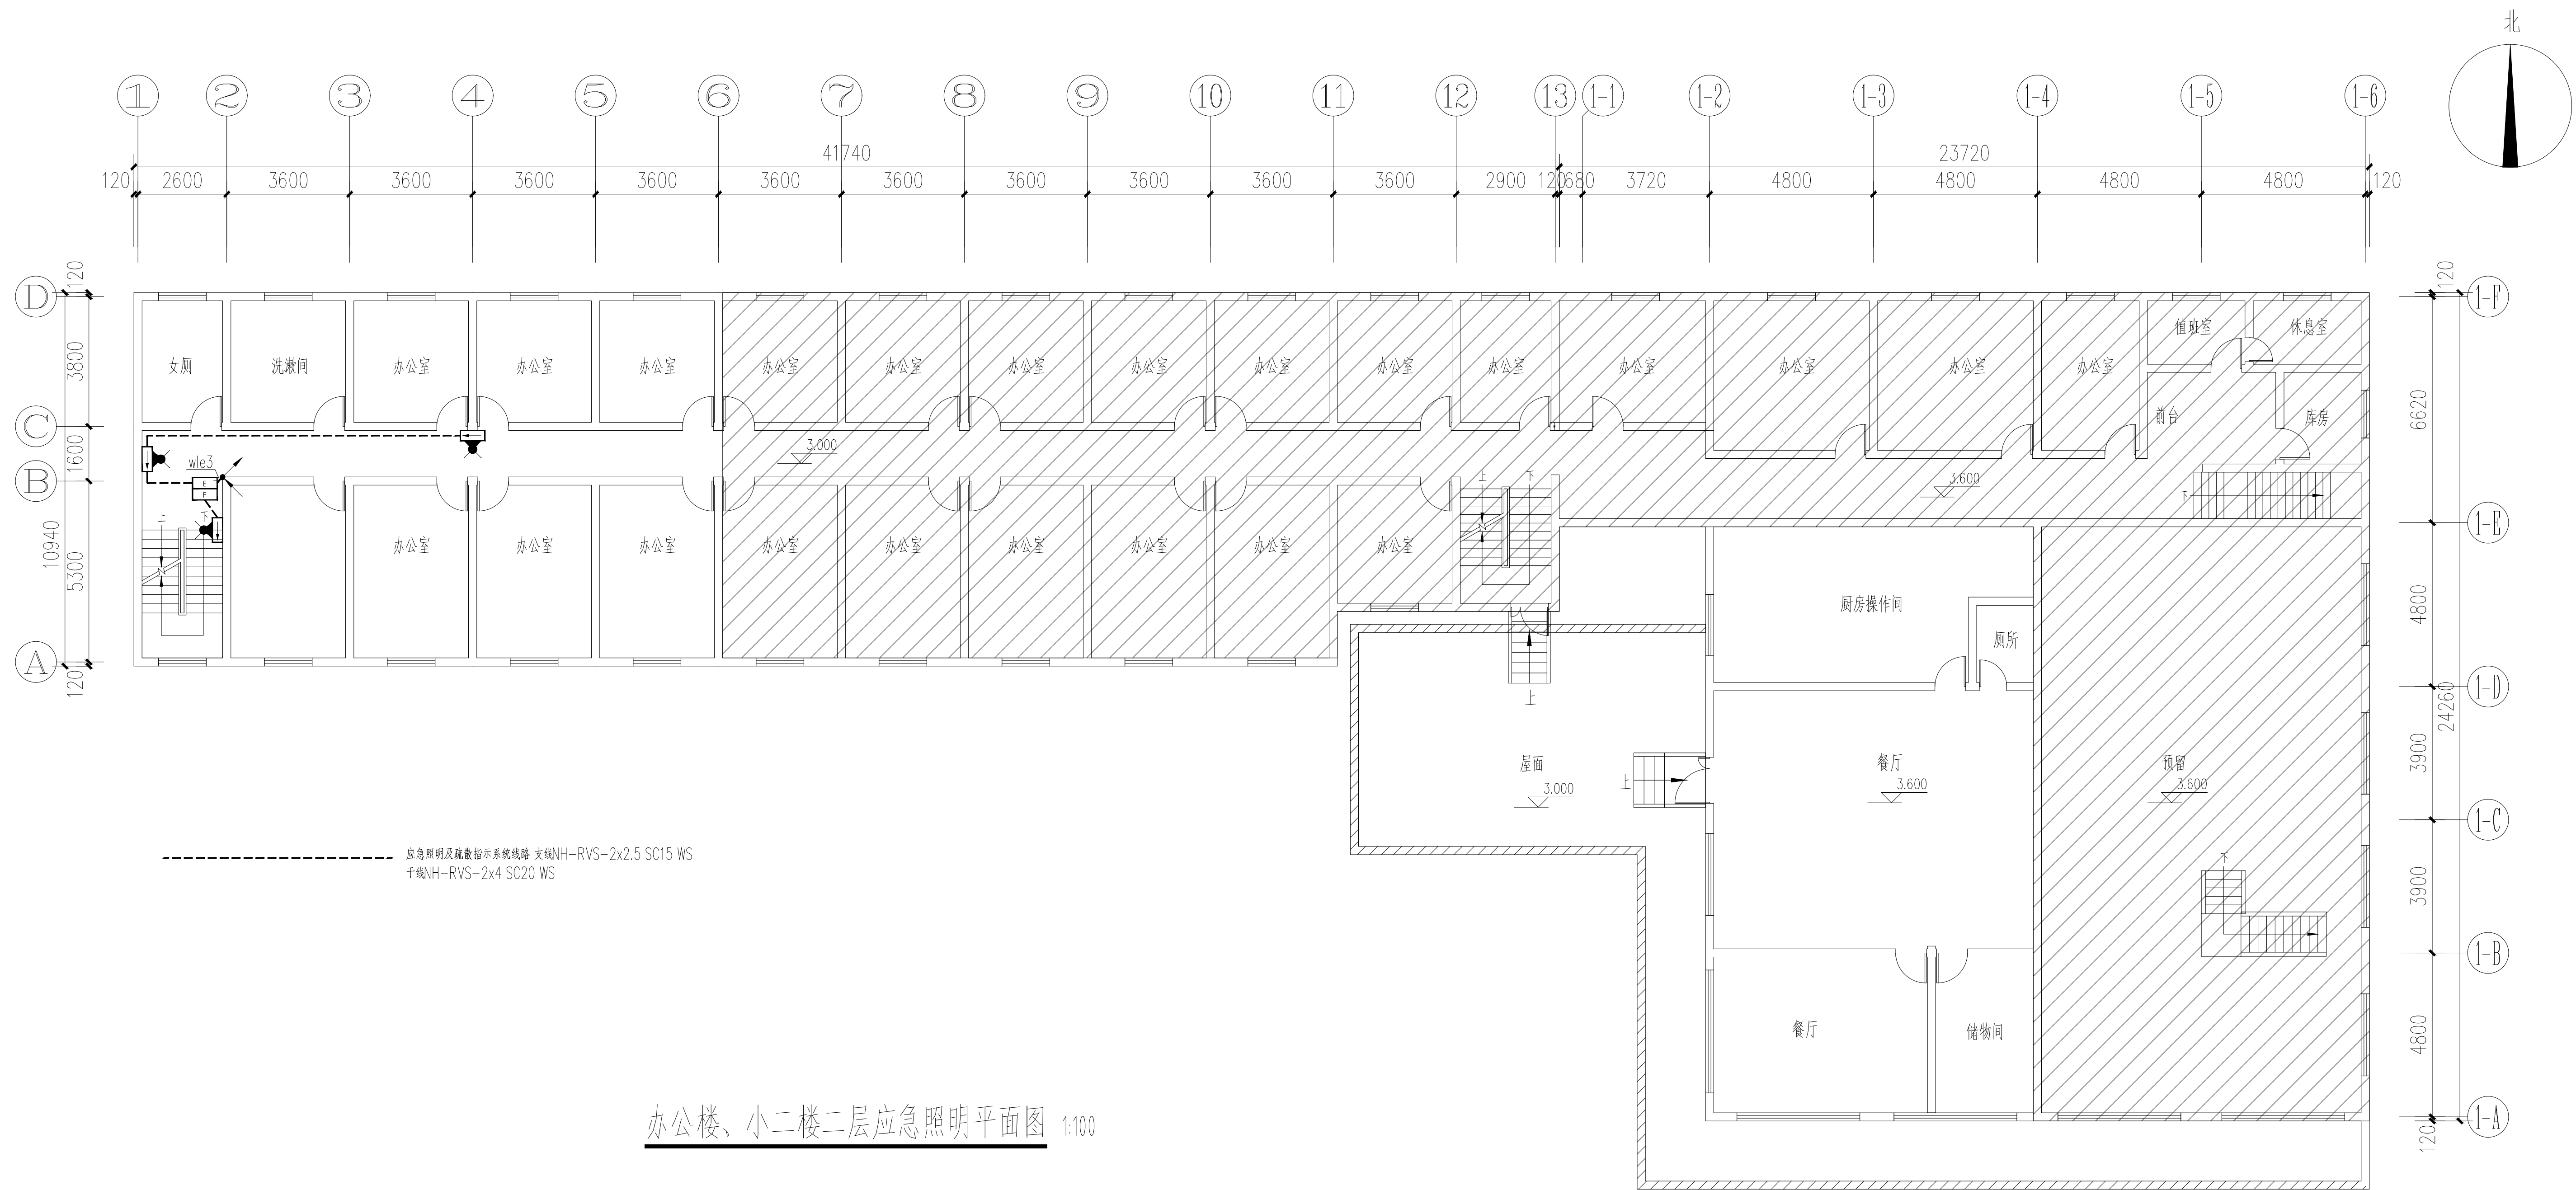 北
1 2 3 4 5 6 7 8 9 10 11 12 13 1-1 1-2 1-3 1-4 1-5 1-6
41740 23720
120 2600 3600 3600 3600 3600 3600 3600 3600 3600 3600 3600 2900 120 680 3720 4800 4800 4800 4800 120
D 120 120 1-F
值班室 休息室
3800 女厕 洗漱间 办公室 办公室 办公室 办公室 办公室 办公室 办公室 办公室 办公室 办公室 办公室 办公室 办公室 办公室
前台 库房 6620
C
1600 wle3 3.000
B E 上 下 3.600 下
F
上 下 1-E
10940 5300 办公室 办公室 办公室 办公室 办公室 办公室 办公室 办公室 办公室
厨房操作间 4800
厕所
A
120 上 1-D
24260
屋面 上 餐厅 预留 3900
3.000 3.600 3.600
1-C
应急照明及疏散指示系统线路 支线NH-RVS-2x2.5 SC15 WS
干线NH-RVS-2x4 SC20 WS
下 3900
1-B
餐厅 储物间 4800
办公楼、小二楼二层应急照明平面图 1:100
1-A
120